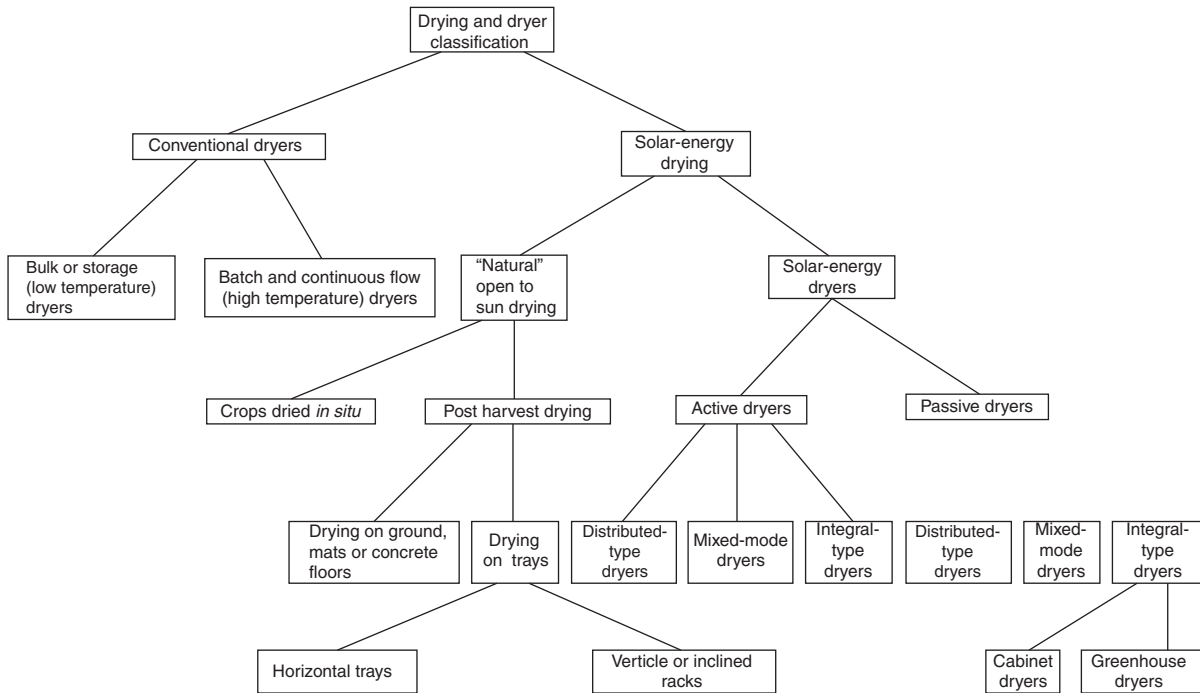 Drying and dryer
classification
Conventional dryers
Solar-energy
drying
Bulk or storage
(low temperature)
dryers
Batch and continuous flow
(high temperature) dryers
“Natural”
open to
sun drying
Solar-energy
dryers
Crops dried in situ
Post harvest drying
Active dryers
Passive dryers
Drying on ground,
mats or concrete
floors
Drying
on trays
Distributed-
type
dryers
Mixed-mode
dryers
Integral-
type
dryers
Distributed-
type dryers
Mixed-
mode
dryers
Integral-
type
dryers
Horizontal trays
Verticle or inclined
racks
Cabinet
dryers
Greenhouse
dryers